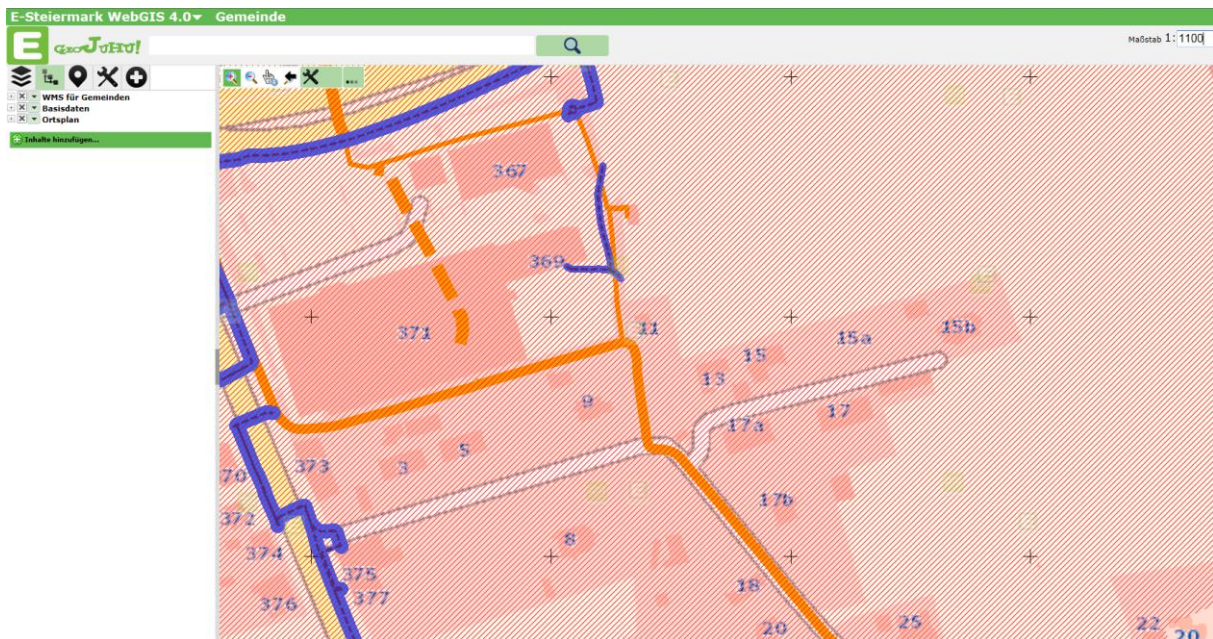 E-Steiermark WebGIS 4.0 Gemeinde
E GEOJUHU!
Maßstab 1: 1100
WMS für Gemeinden
Basisdaten
Ortsplan
Inhalte hinzufügen...
367
369
371
11
15a
15b
15
13
9
17
17a
5
373
3
17b
372
8
374
375
18
377
376
25
22
20
20